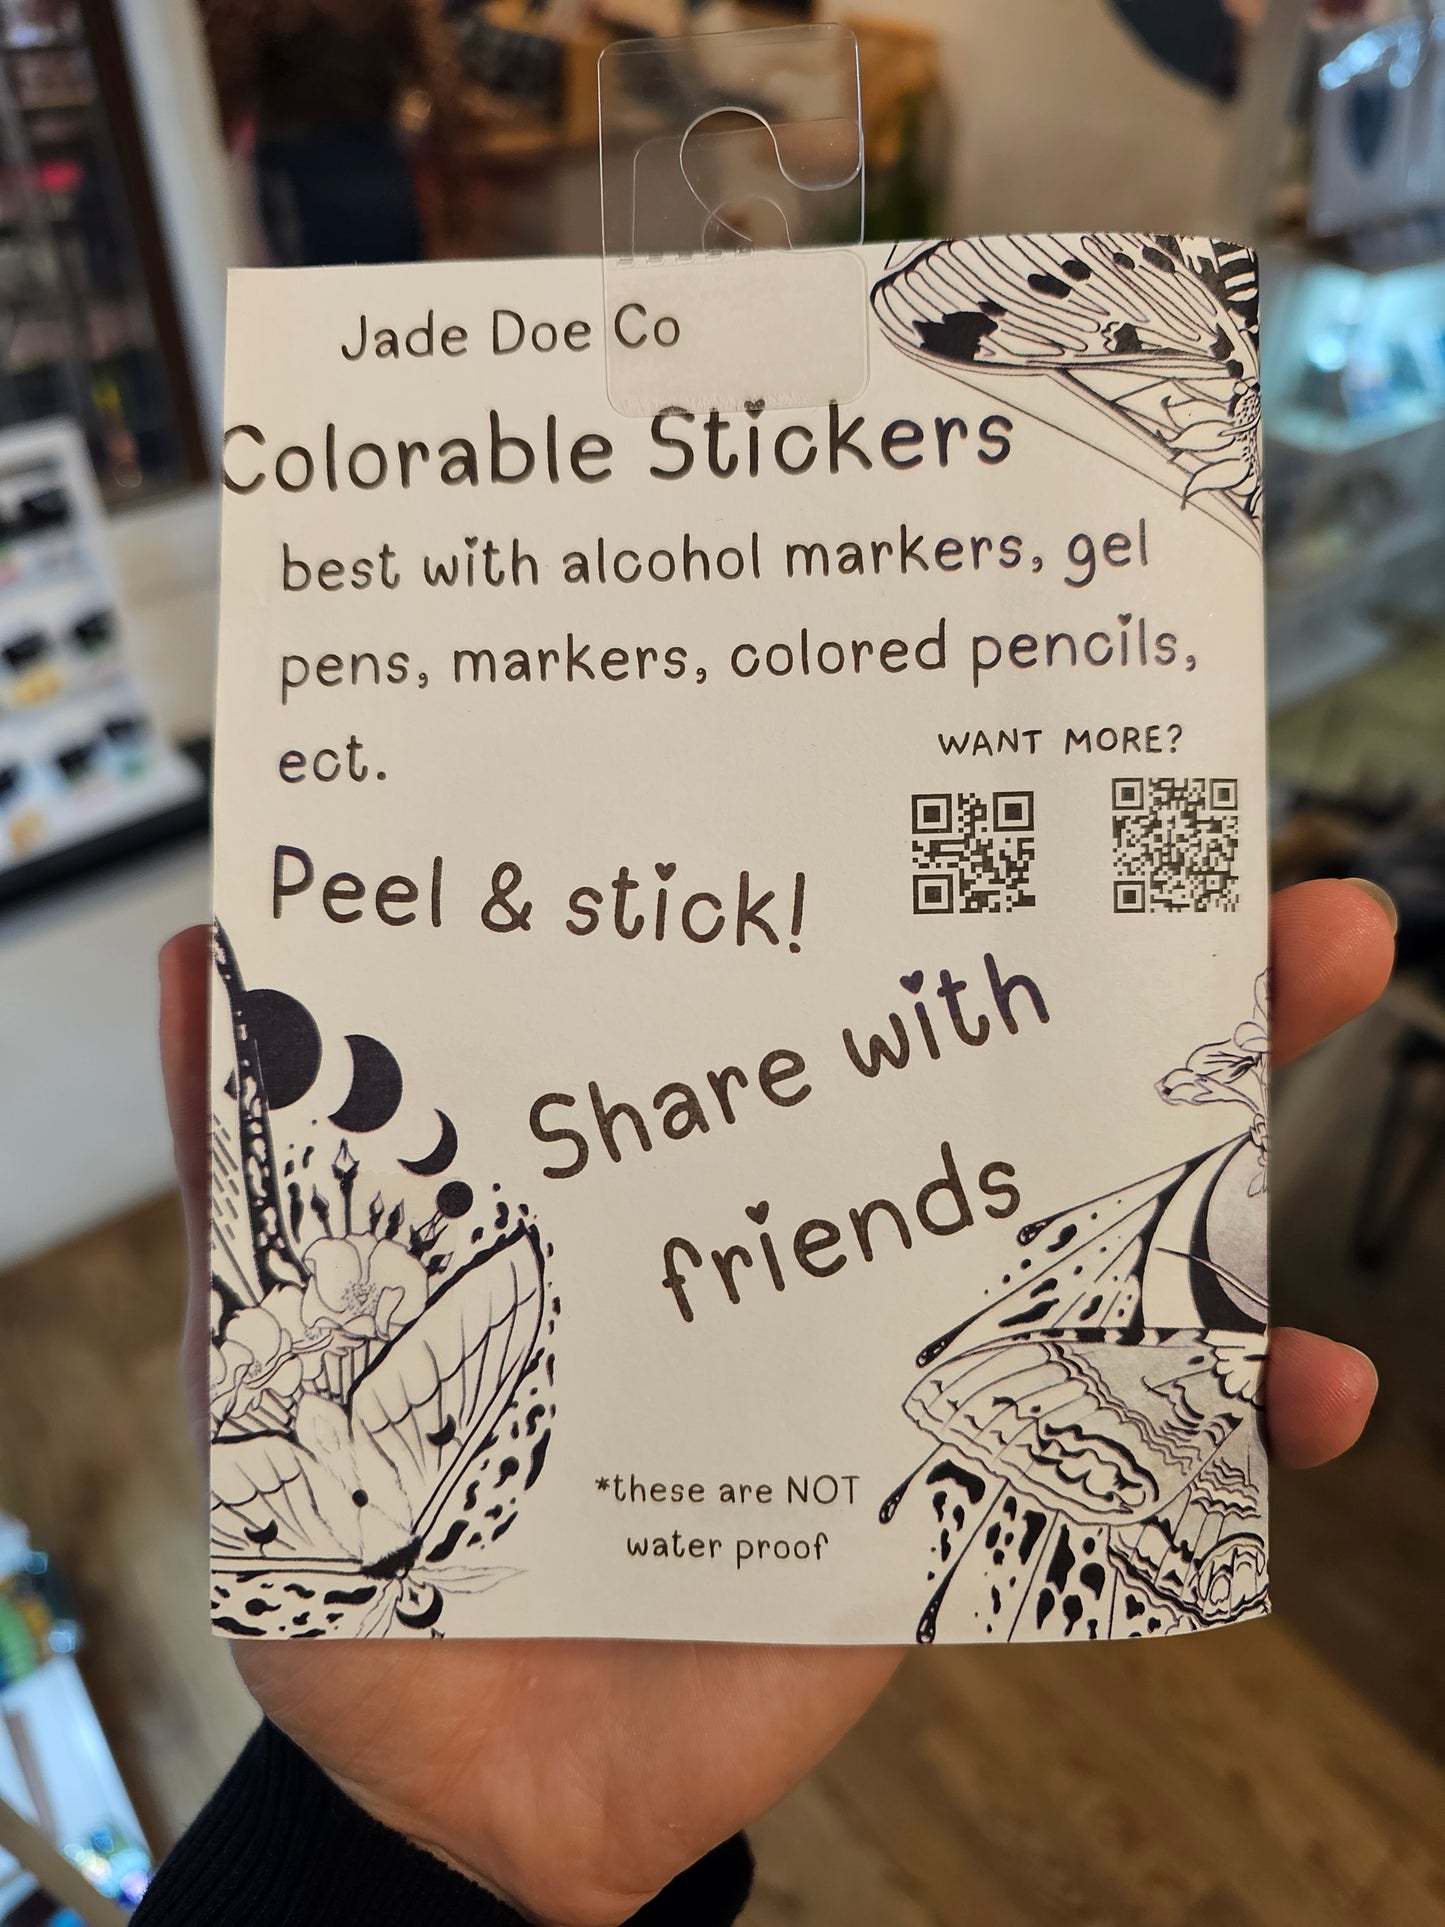 Jade Doe Co
Colorable Stickers
best with alcohol markers, gel
pens, markers, colored pencils,
ect.
WANT MORE?
Peel & stick!
Share with
friends
*these are NOT
water proof